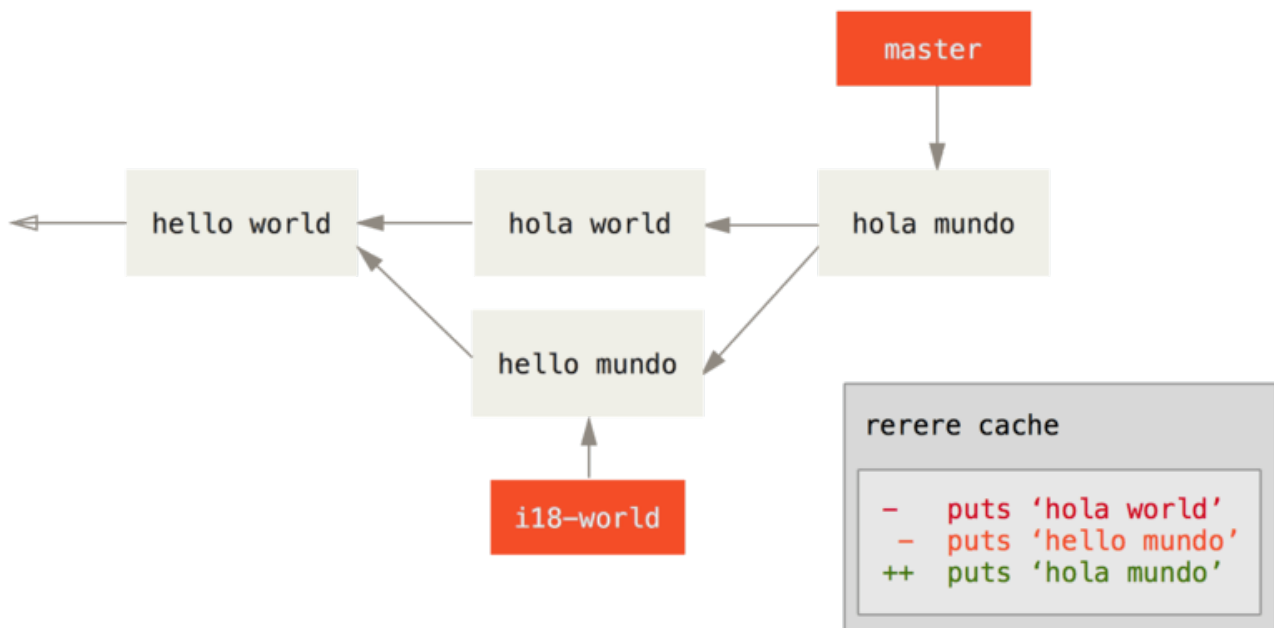 master
hello world
hola world
hola mundo
hello mundo
i18-world
rerere cache
- puts ‘hola world’
- puts ‘hello mundo’
++ puts ‘hola mundo’